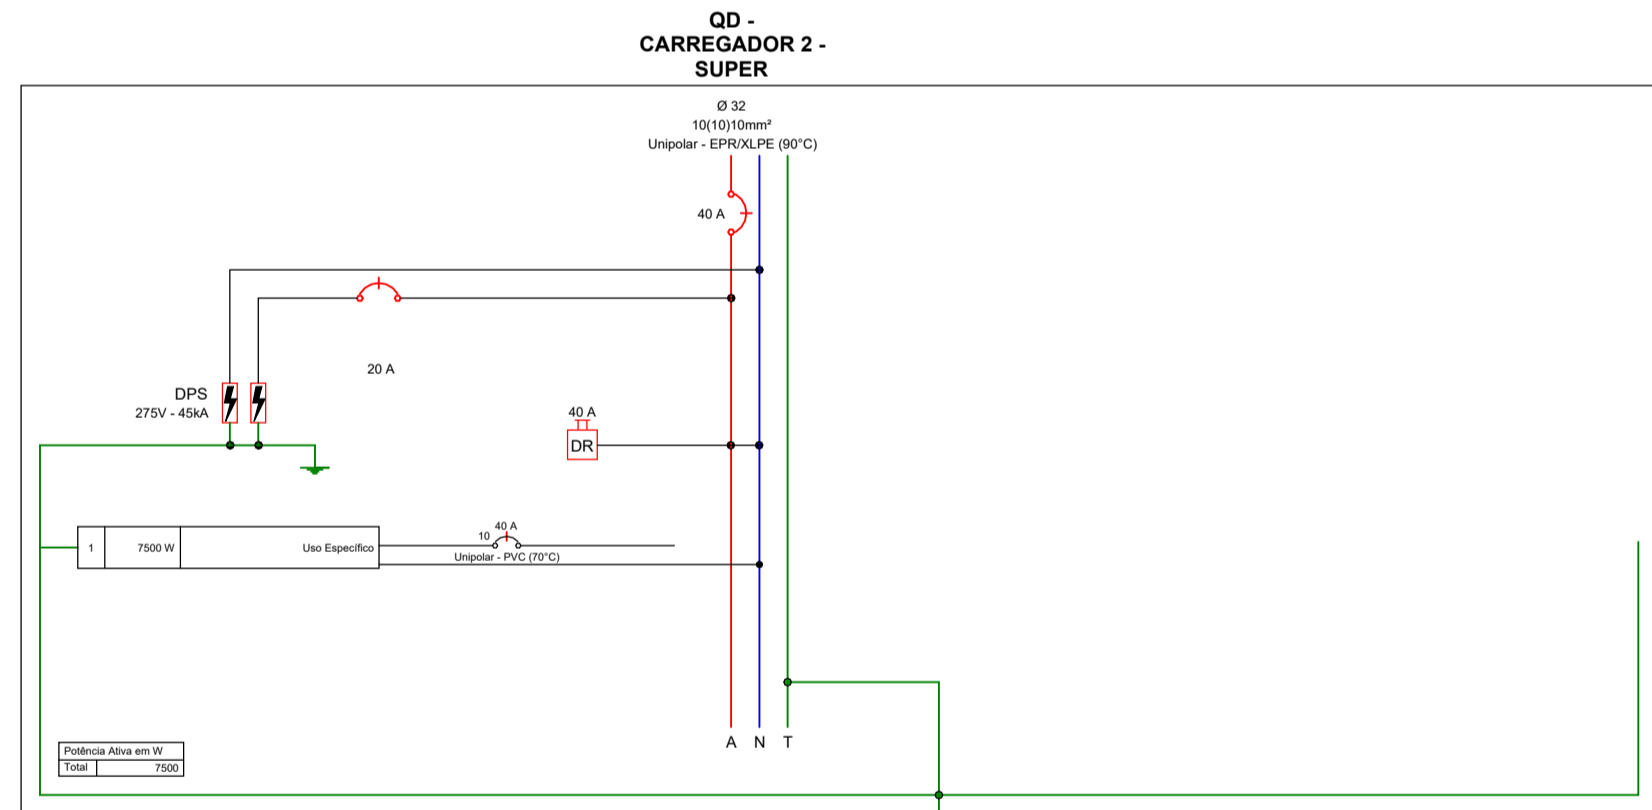 QD -
CARREGADOR 2 -
SUPER
Ø 32
10(10)10mm²
Unipolar - EPR/XLPE (90°C)
40 A
20 A
DPS
275V - 45kA
40 A
DR
40 A
10
1 7500 W Uso Específico
Unipolar - PVC (70°C)
A N T
Potência Ativa em W
Total 7500